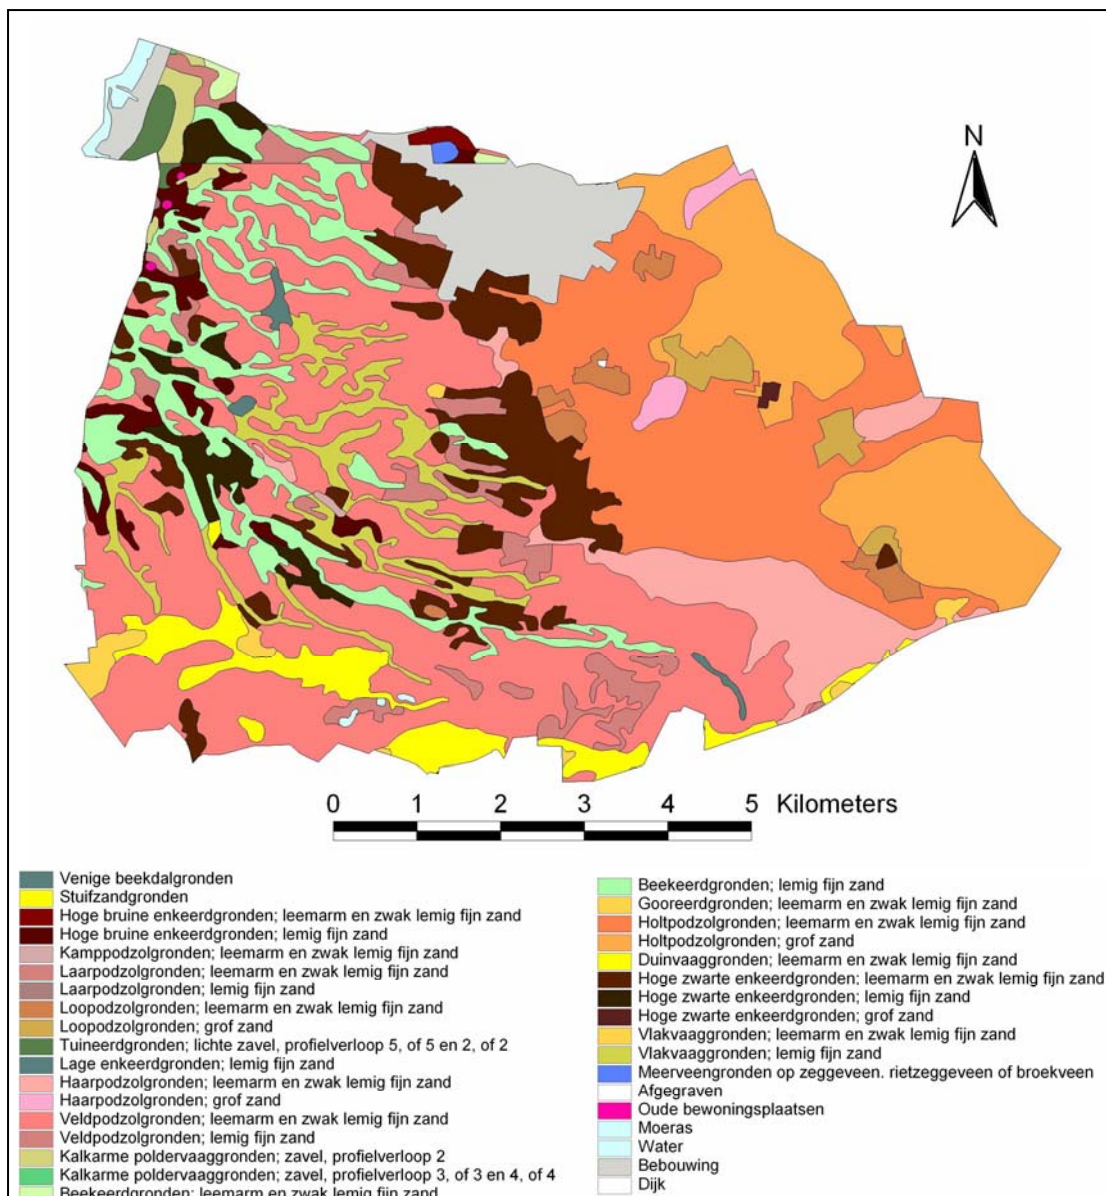 N
0 1 2 3 4 5 Kilometers
Venige beekdalgronden
Stuifzandgronden
Hoge bruine enkeerdgronden; leemarm en zwak lemig fijn zand
Hoge bruine enkeerdgronden; lemig fijn zand
Kamppodzolgronden; leemarm en zwak lemig fijn zand
Laarpodzolgronden; leemarm en zwak lemig fijn zand
Laarpodzolgronden; lemig fijn zand
Loopodzolgronden; leemarm en zwak lemig fijn zand
Loopodzolgronden; grof zand
Tuineerdgronden; lichte zavel, profielverloop 5, of 5 en 2, of 2
Lage enkeerdgronden; lemig fijn zand
Haarpodzolgronden; leemarm en zwak lemig fijn zand
Haarpodzolgronden; grof zand
Veldpodzolgronden; leemarm en zwak lemig fijn zand
Veldpodzolgronden; lemig fijn zand
Kalkarme poldervaaggronden; zavel, profielverloop 2
Kalkarme poldervaaggronden; zavel, profielverloop 3, of 3 en 4, of 4
Beekeerdgronden; leemarm en zwak lemig fijn zand
Beekeerdgronden; lemig fijn zand
Gooreerdgronden; leemarm en zwak lemig fijn zand
Holtpodzolgronden; leemarm en zwak lemig fijn zand
Holtpodzolgronden; grof zand
Duinvaaggronden; leemarm en zwak lemig fijn zand
Hoge zwarte enkeerdgronden; leemarm en zwak lemig fijn zand
Hoge zwarte enkeerdgronden; lemig fijn zand
Hoge zwarte enkeerdgronden; grof zand
Vlakvaaggronden; leemarm en zwak lemig fijn zand
Vlakvaaggronden; lemig fijn zand
Meerveengronden op zeggeveen. rietzeggeveen of broekveen
Afgegraven
Oude bewoningsplaatsen
Moeras
Water
Bebouwing
Dijk